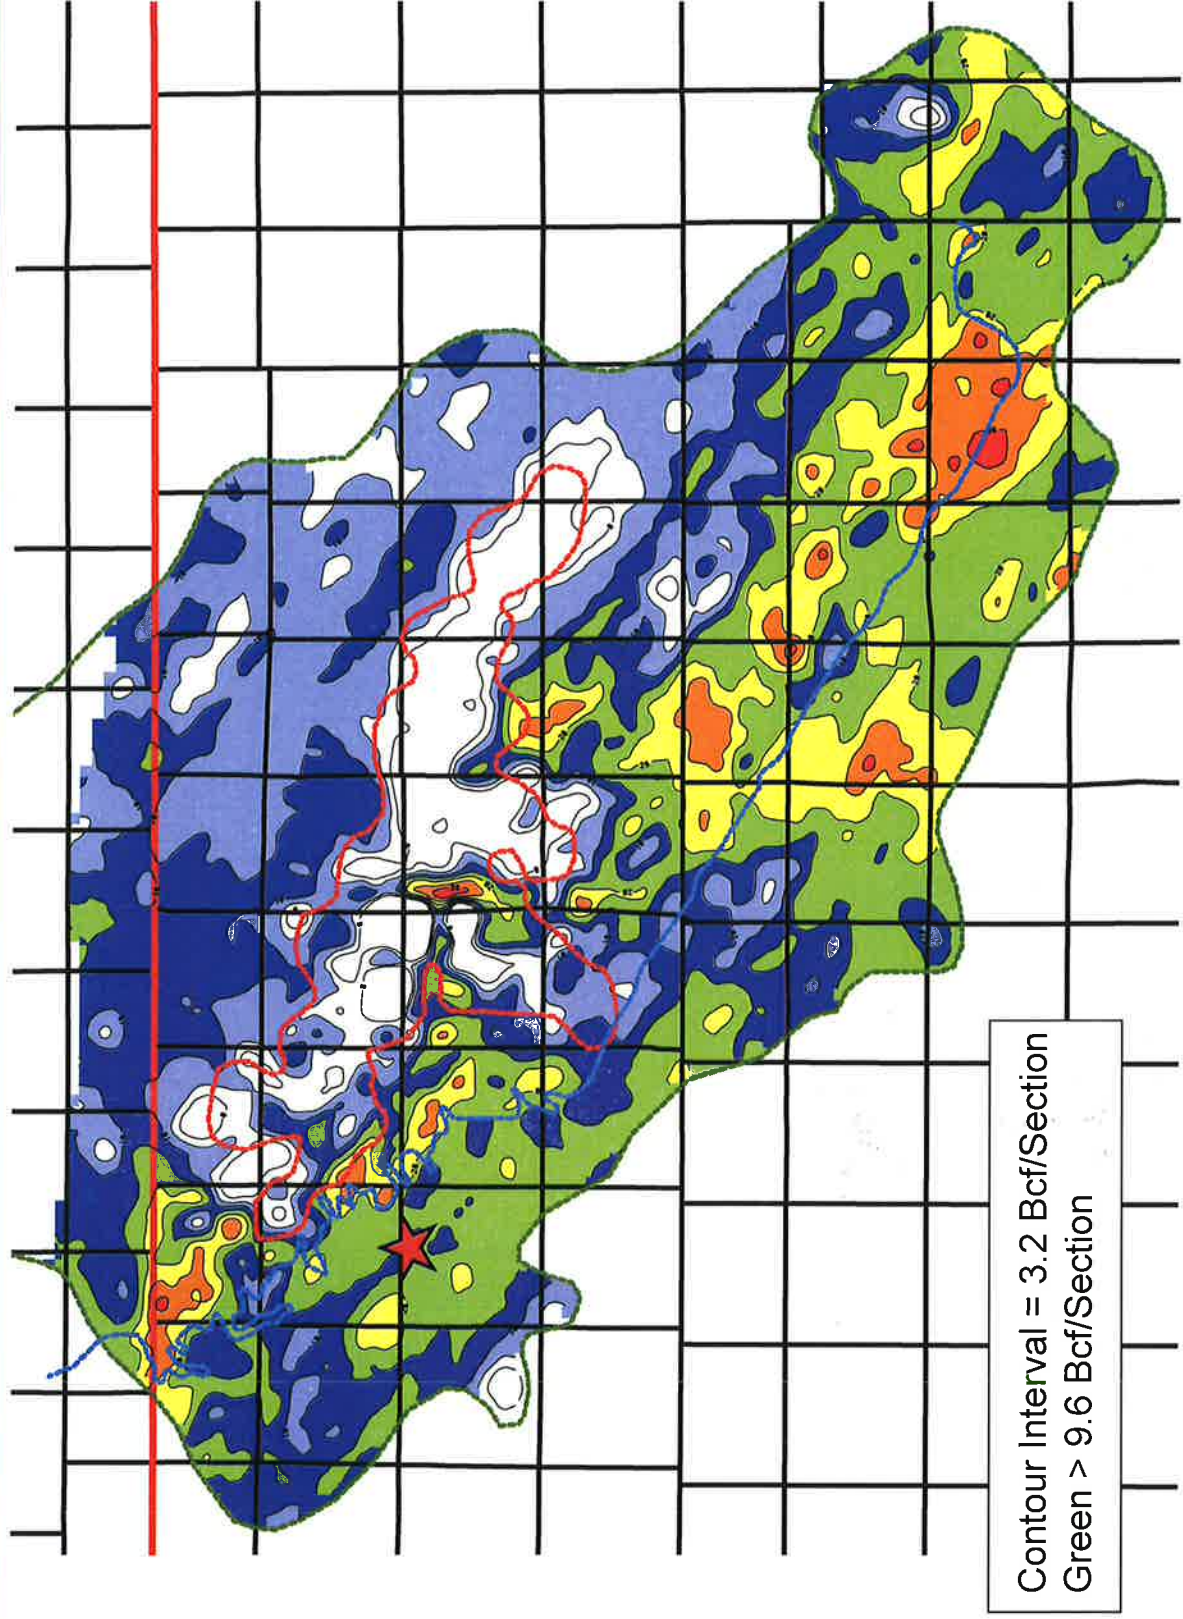 Contour Interval = 3.2 Bcf/Section
Green > 9.6 Bcf/Section